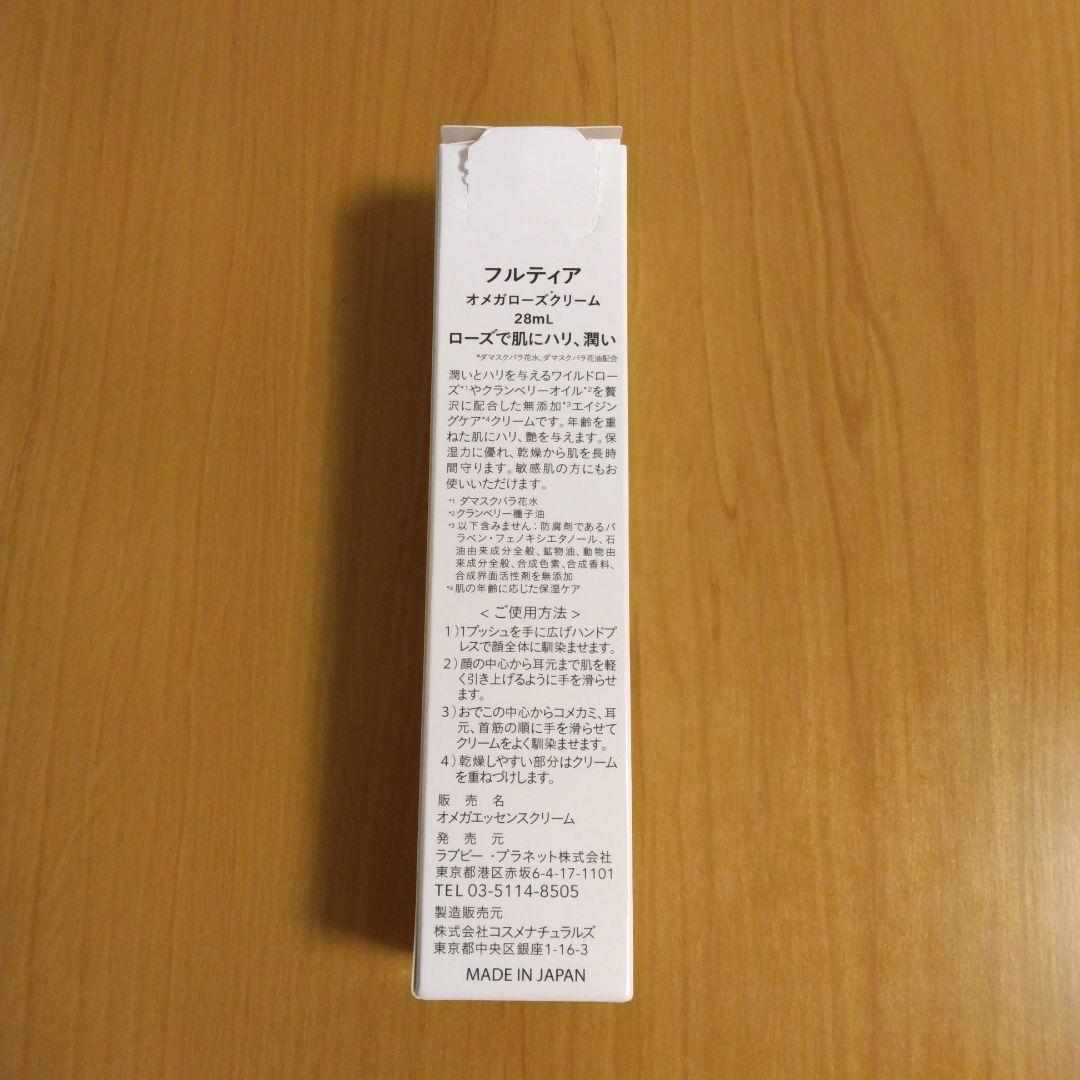 フルティア
オメガローズクリーム
28mL
ローズで肌にハリ、潤い
*ダマスクバラ花水、ダマスクバラ花油配合
潤いとハリを与えるワイルドロー
ズ*1やクランベリーオイル*2を贅
沢に配合した無添加*3エイジン
グケア*4クリームです。年齢を重
ねた肌にハリ、艶を与えます。保
湿力に優れ、乾燥から肌を長時
間守ります。敏感肌の方にもお
使いいただけます。
*1 ダマスクバラ花水
*2クランベリー種子油
*3 以下含みません：防腐剤であるパ
ラベン・フェノキシエタノール、石
油由来成分全般、鉱物油、動物由
来成分全般、合成色素、合成香料、
合成界面活性剤を無添加
*4 肌の年齢に応じた保湿ケア
＜ご使用方法＞
1）1プッシュを手に広げハンドプ
レスで顔全体に馴染ませます。
2）顔の中心から耳元まで肌を軽
く引き上げるように手を滑らせ
ます。
3）おでこの中心からコメカミ、耳
元、首筋の順に手を滑らせて
クリームをよく馴染ませます。
4）乾燥しやすい部分はクリーム
を重ねづけします。
販売名
オメガエッセンスクリーム
発売元
ラブピー・プラネット株式会社
東京都港区赤坂6-4-17-1101
TEL 03-5114-8505
製造販売元
株式会社コスメナチュラルズ
東京都中央区銀座1-16-3
MADE IN JAPAN